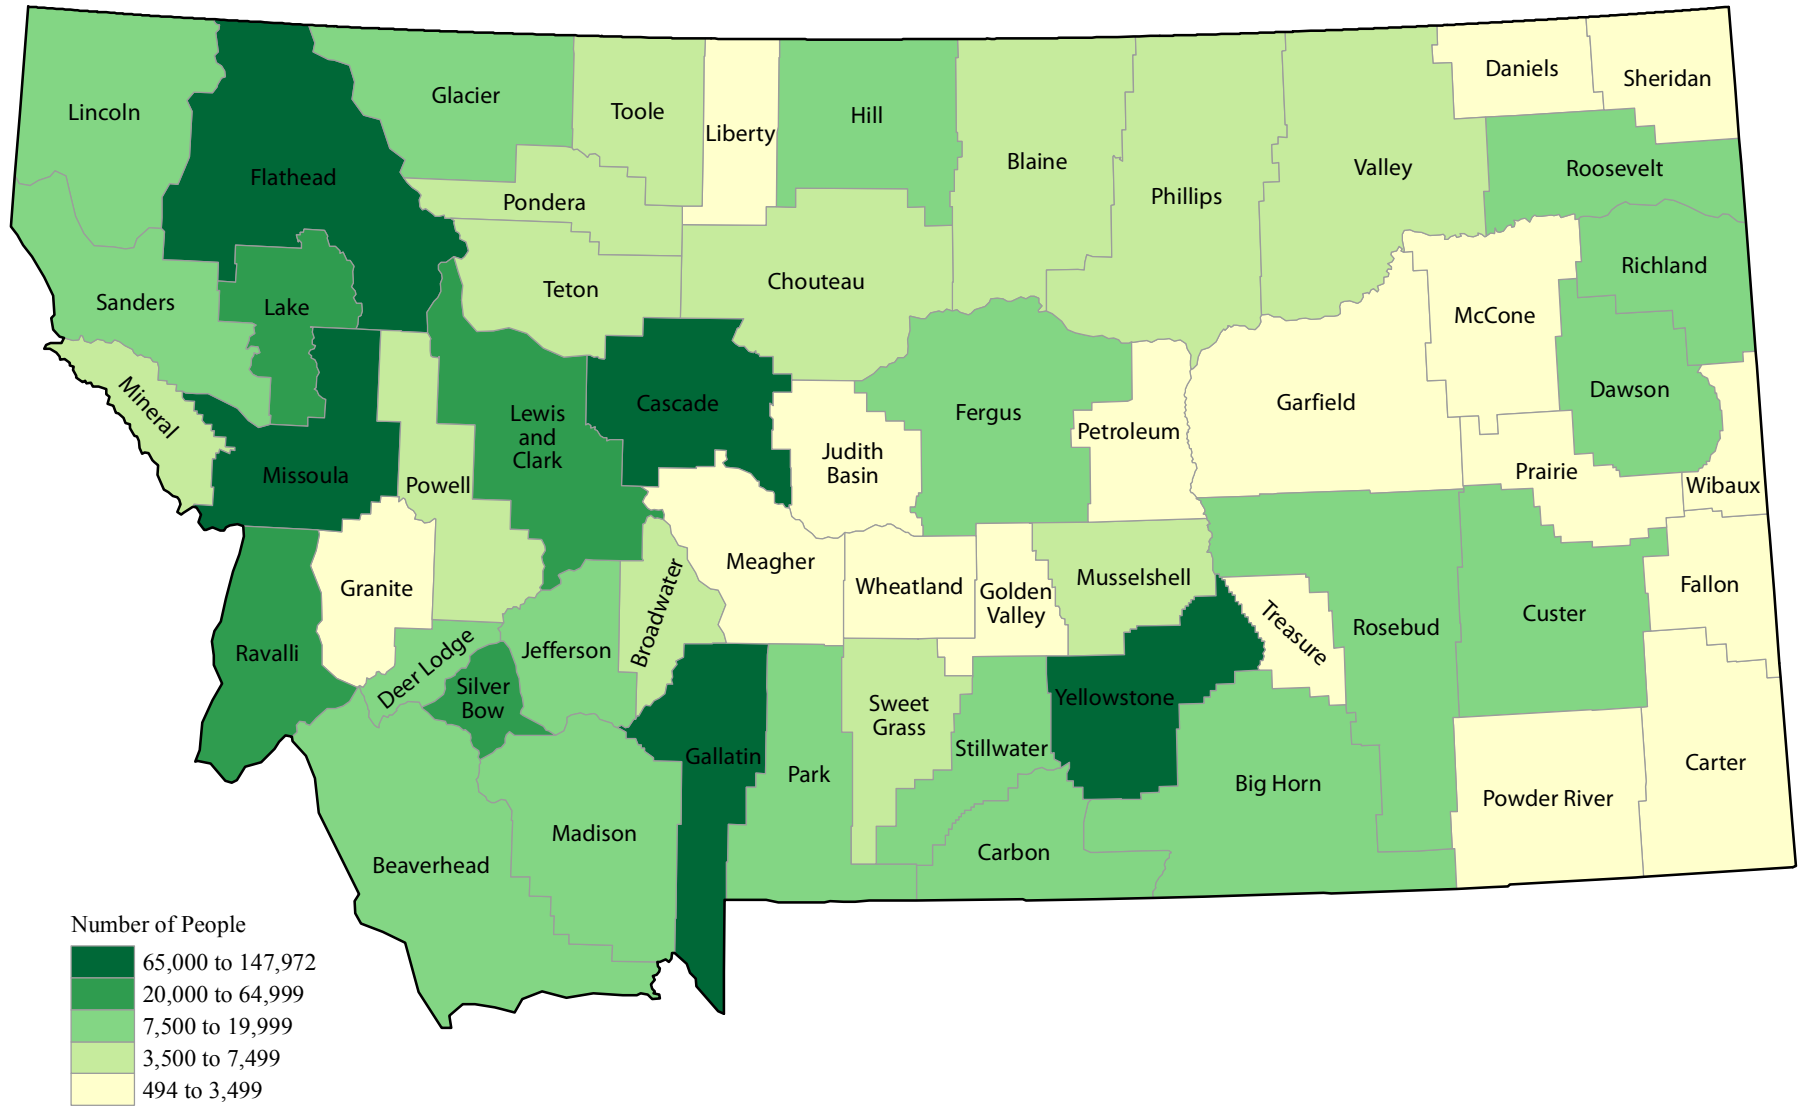 Daniels
Sheridan
Glacier
Lincoln
Toole
Hill
Liberty
Blaine
Valley
Roosevelt
Flathead
Phillips
Pondera
Richland
Chouteau
Teton
Sanders
Lake
McCone
Dawson
Mineral
Cascade
Garfield
Fergus
Lewis
and
Clark
Petroleum
Judith
Basin
Missoula
Powell
Prairie
Wibaux
Meagher
Musselshell
Granite
Wheatland
Golden
Valley
Fallon
Broadwater
Custer
Treasure
Rosebud
Jefferson
Ravalli
Deer Lodge
Silver
Bow
Yellowstone
Sweet
Grass
Stillwater
Gallatin
Park
Carter
Big Horn
Powder River
Madison
Carbon
Beaverhead
Number of People
65,000 to 147,972
20,000 to 64,999
7,500 to 19,999
3,500 to 7,499
494 to 3,499